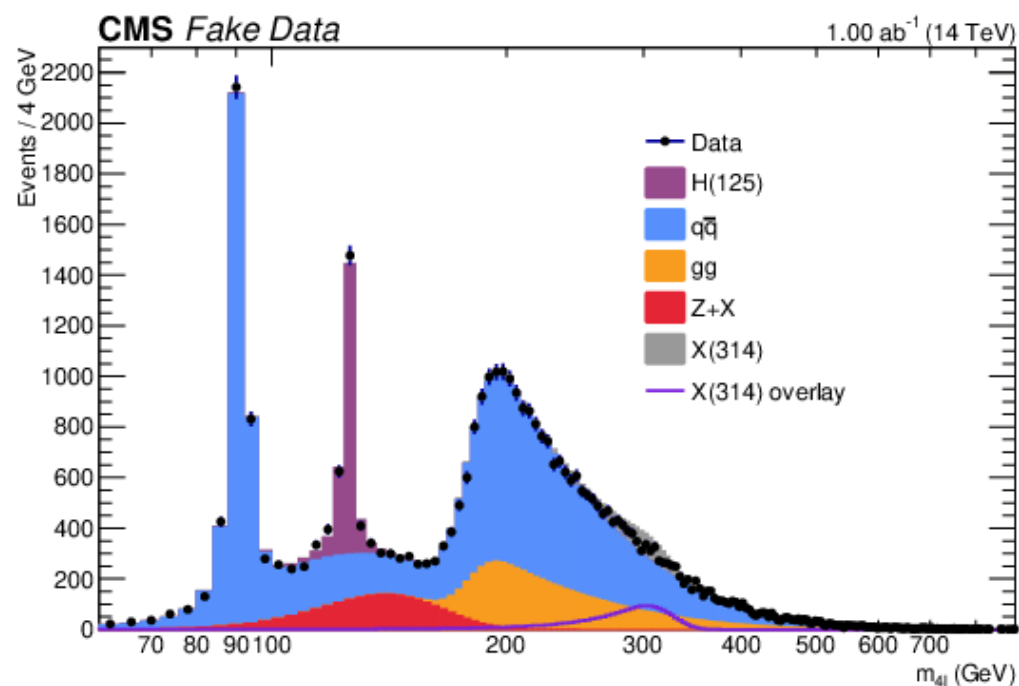 CMS Fake Data
1.00 ab⁻¹ (14 TeV)
Events / 4 GeV
2200
2000
1800
1600
1400
1200
1000
800
600
400
200
0
Data
H(125)
qq̅
gg
Z+X
X(314)
X(314) overlay
70 80 90 100 200 300 400 500 600 700
m₄ₗ (GeV)